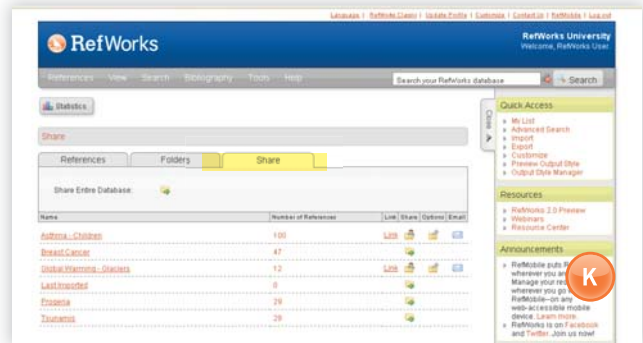 Language | RefWorks Classic | Update Profile | Customize | Contact Us | RefMobile | Log out
RefWorks
RefWorks University
Welcome, RefWorks User.
References View Search Bibliography Tools Help
Search your RefWorks database
Search
Statistics
Share
References
Folders
Share
Share Entire Database:
Name
Number of References
Link
Share
Options
Email
Asthma - Children
100
Link
Breast Cancer
47
Global Warming - Glaciers
12
Link
Last Imported
0
Progeria
29
Tsunamis
29
Close
Quick Access
My List
Advanced Search
Import
Export
Customize
Preview Output Style
Output Style Manager
Resources
RefWorks 2.0 Preview
Webinars
Resource Center
Announcements
RefMobile puts
wherever you are
Manage your
wherever you go
RefMobile--on any
web-accessible mobile
device. Learn more.
RefWorks is on Facebook
and Twitter. Join us now!
K